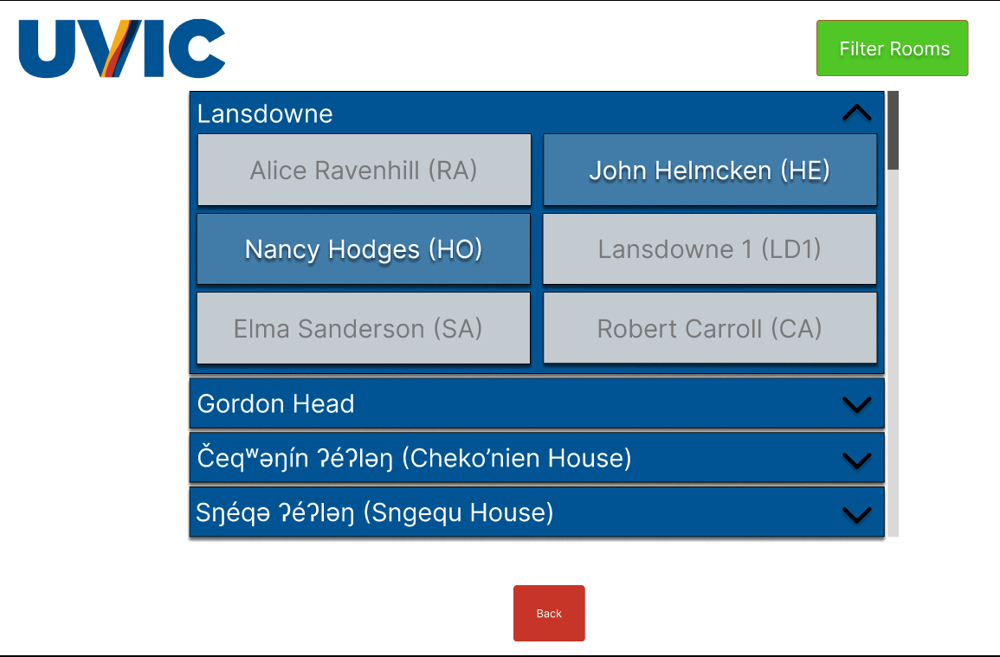 UVIC
Filter Rooms
Lansdowne
Alice Ravenhill (RA)
John Helmcken (HE)
Nancy Hodges (HO)
Lansdowne 1 (LD1)
Elma Sanderson (SA)
Robert Carroll (CA)
Gordon Head
Čeqʷəŋín ʔéʔləŋ (Cheko’nien House)
Sŋéqə ʔéʔləŋ (Sngequ House)
Back